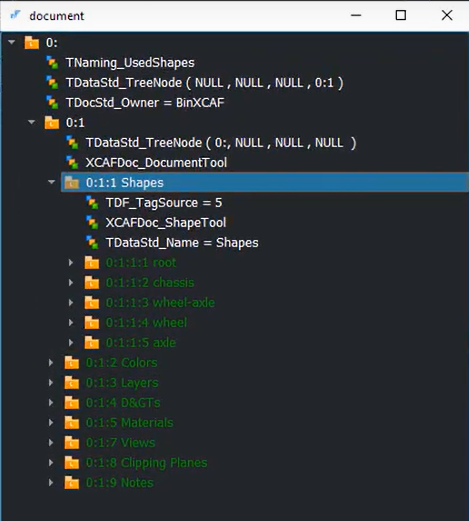 document
0:
TNaming_UsedShapes
TDataStd_TreeNode ( NULL , NULL , NULL , 0:1 )
TDocStd_Owner = BinXCAF
0:1
TDataStd_TreeNode ( 0:, NULL , NULL , NULL )
XCAFDoc_DocumentTool
0:1:1 Shapes
TDF_TagSource = 5
XCAFDoc_ShapeTool
TDataStd_Name = Shapes
0:1:1:1 root
0:1:1:2 chassis
0:1:1:3 wheel-axle
0:1:1:4 wheel
0:1:1:5 axle
0:1:2 Colors
0:1:3 Layers
0:1:4 D&GTs
0:1:5 Materials
0:1:7 Views
0:1:8 Clipping Planes
0:1:9 Notes